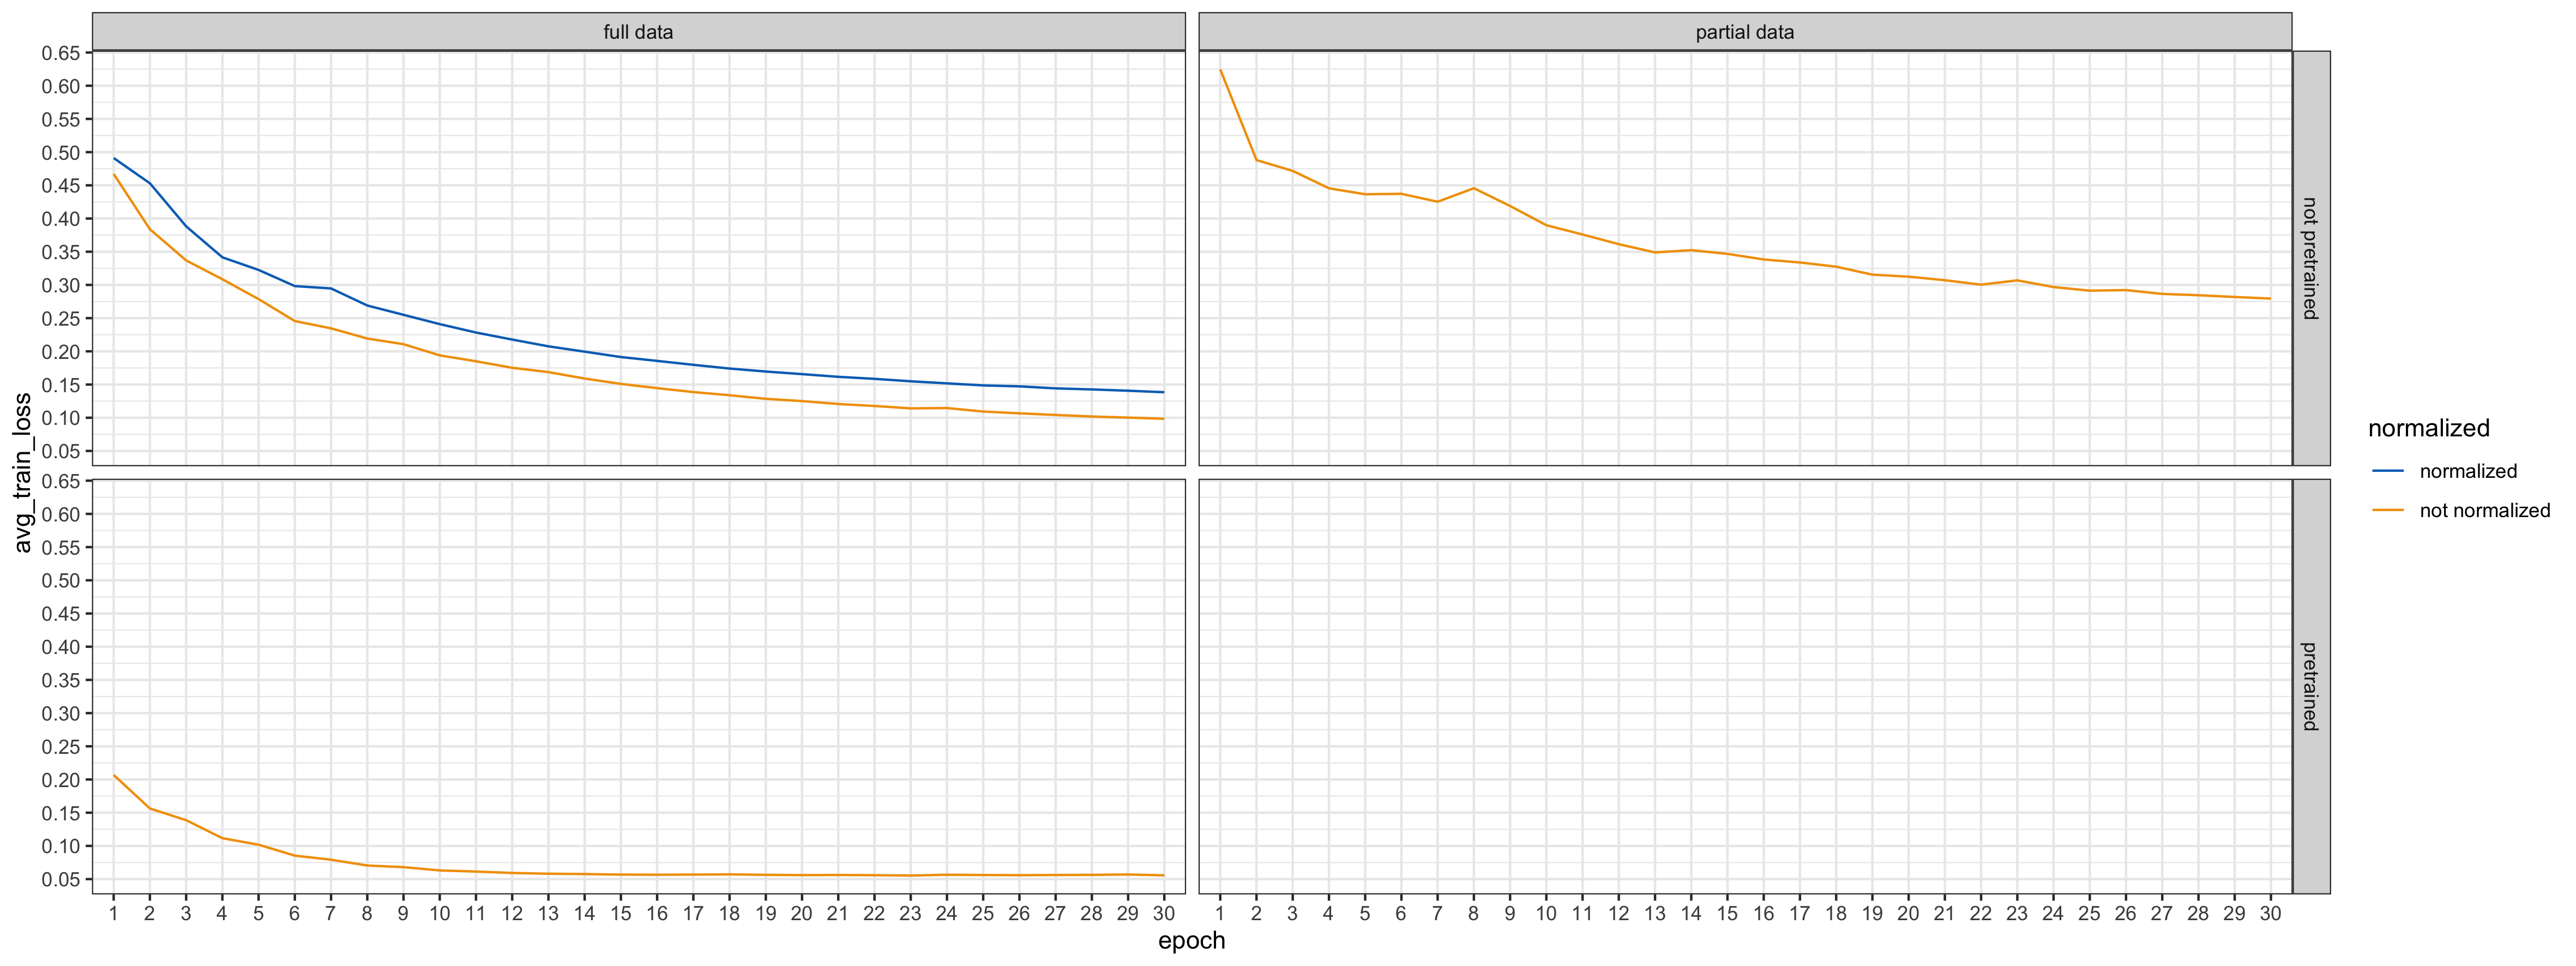 full data
partial data
0.65
0.60
0.55
0.50
0.45
0.40
0.35
0.30
0.25
0.20
0.15
0.10
0.05
not pretrained
0.65
0.60
0.55
0.50
0.45
0.40
0.35
0.30
0.25
0.20
0.15
0.10
0.05
pretrained
avg_train_loss
1 2 3 4 5 6 7 8 9 10 11 12 13 14 15 16 17 18 19 20 21 22 23 24 25 26 27 28 29 30
1 2 3 4 5 6 7 8 9 10 11 12 13 14 15 16 17 18 19 20 21 22 23 24 25 26 27 28 29 30
epoch
normalized
normalized
not normalized